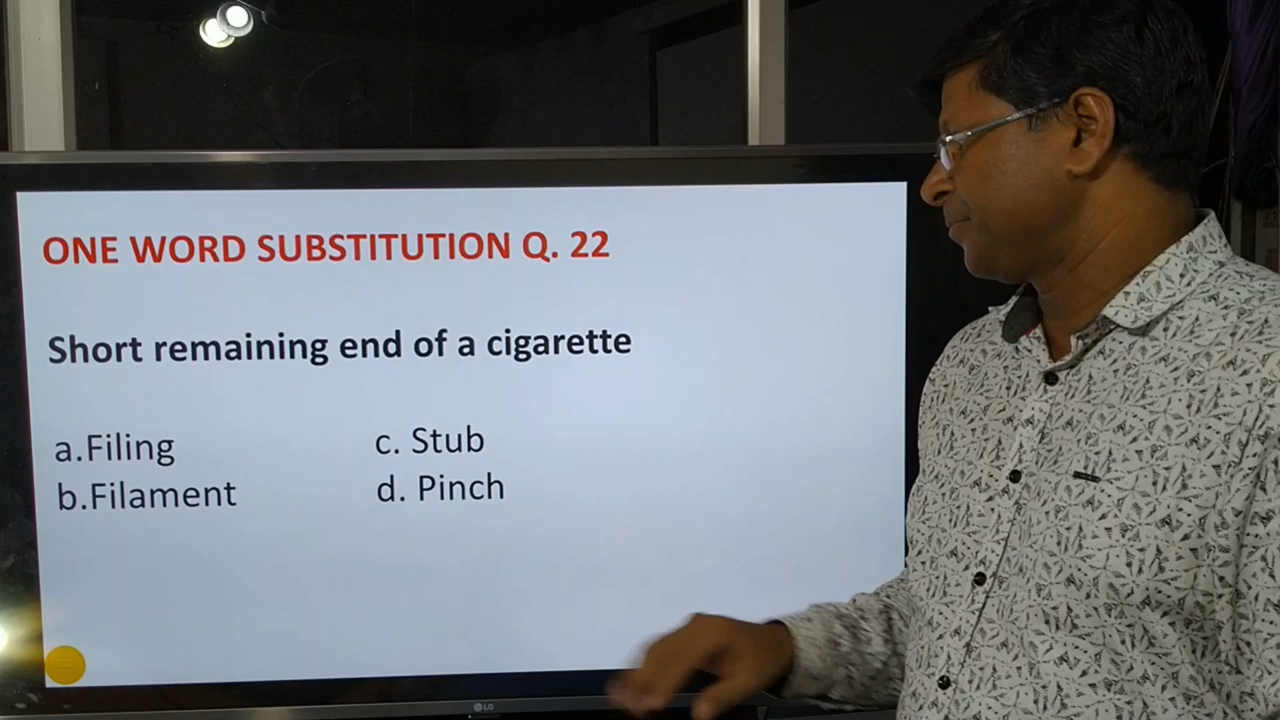 ONE WORD SUBSTITUTION Q. 22
Short remaining end of a cigarette
a.Filing
b.Filament
c. Stub
d. Pinch
LG